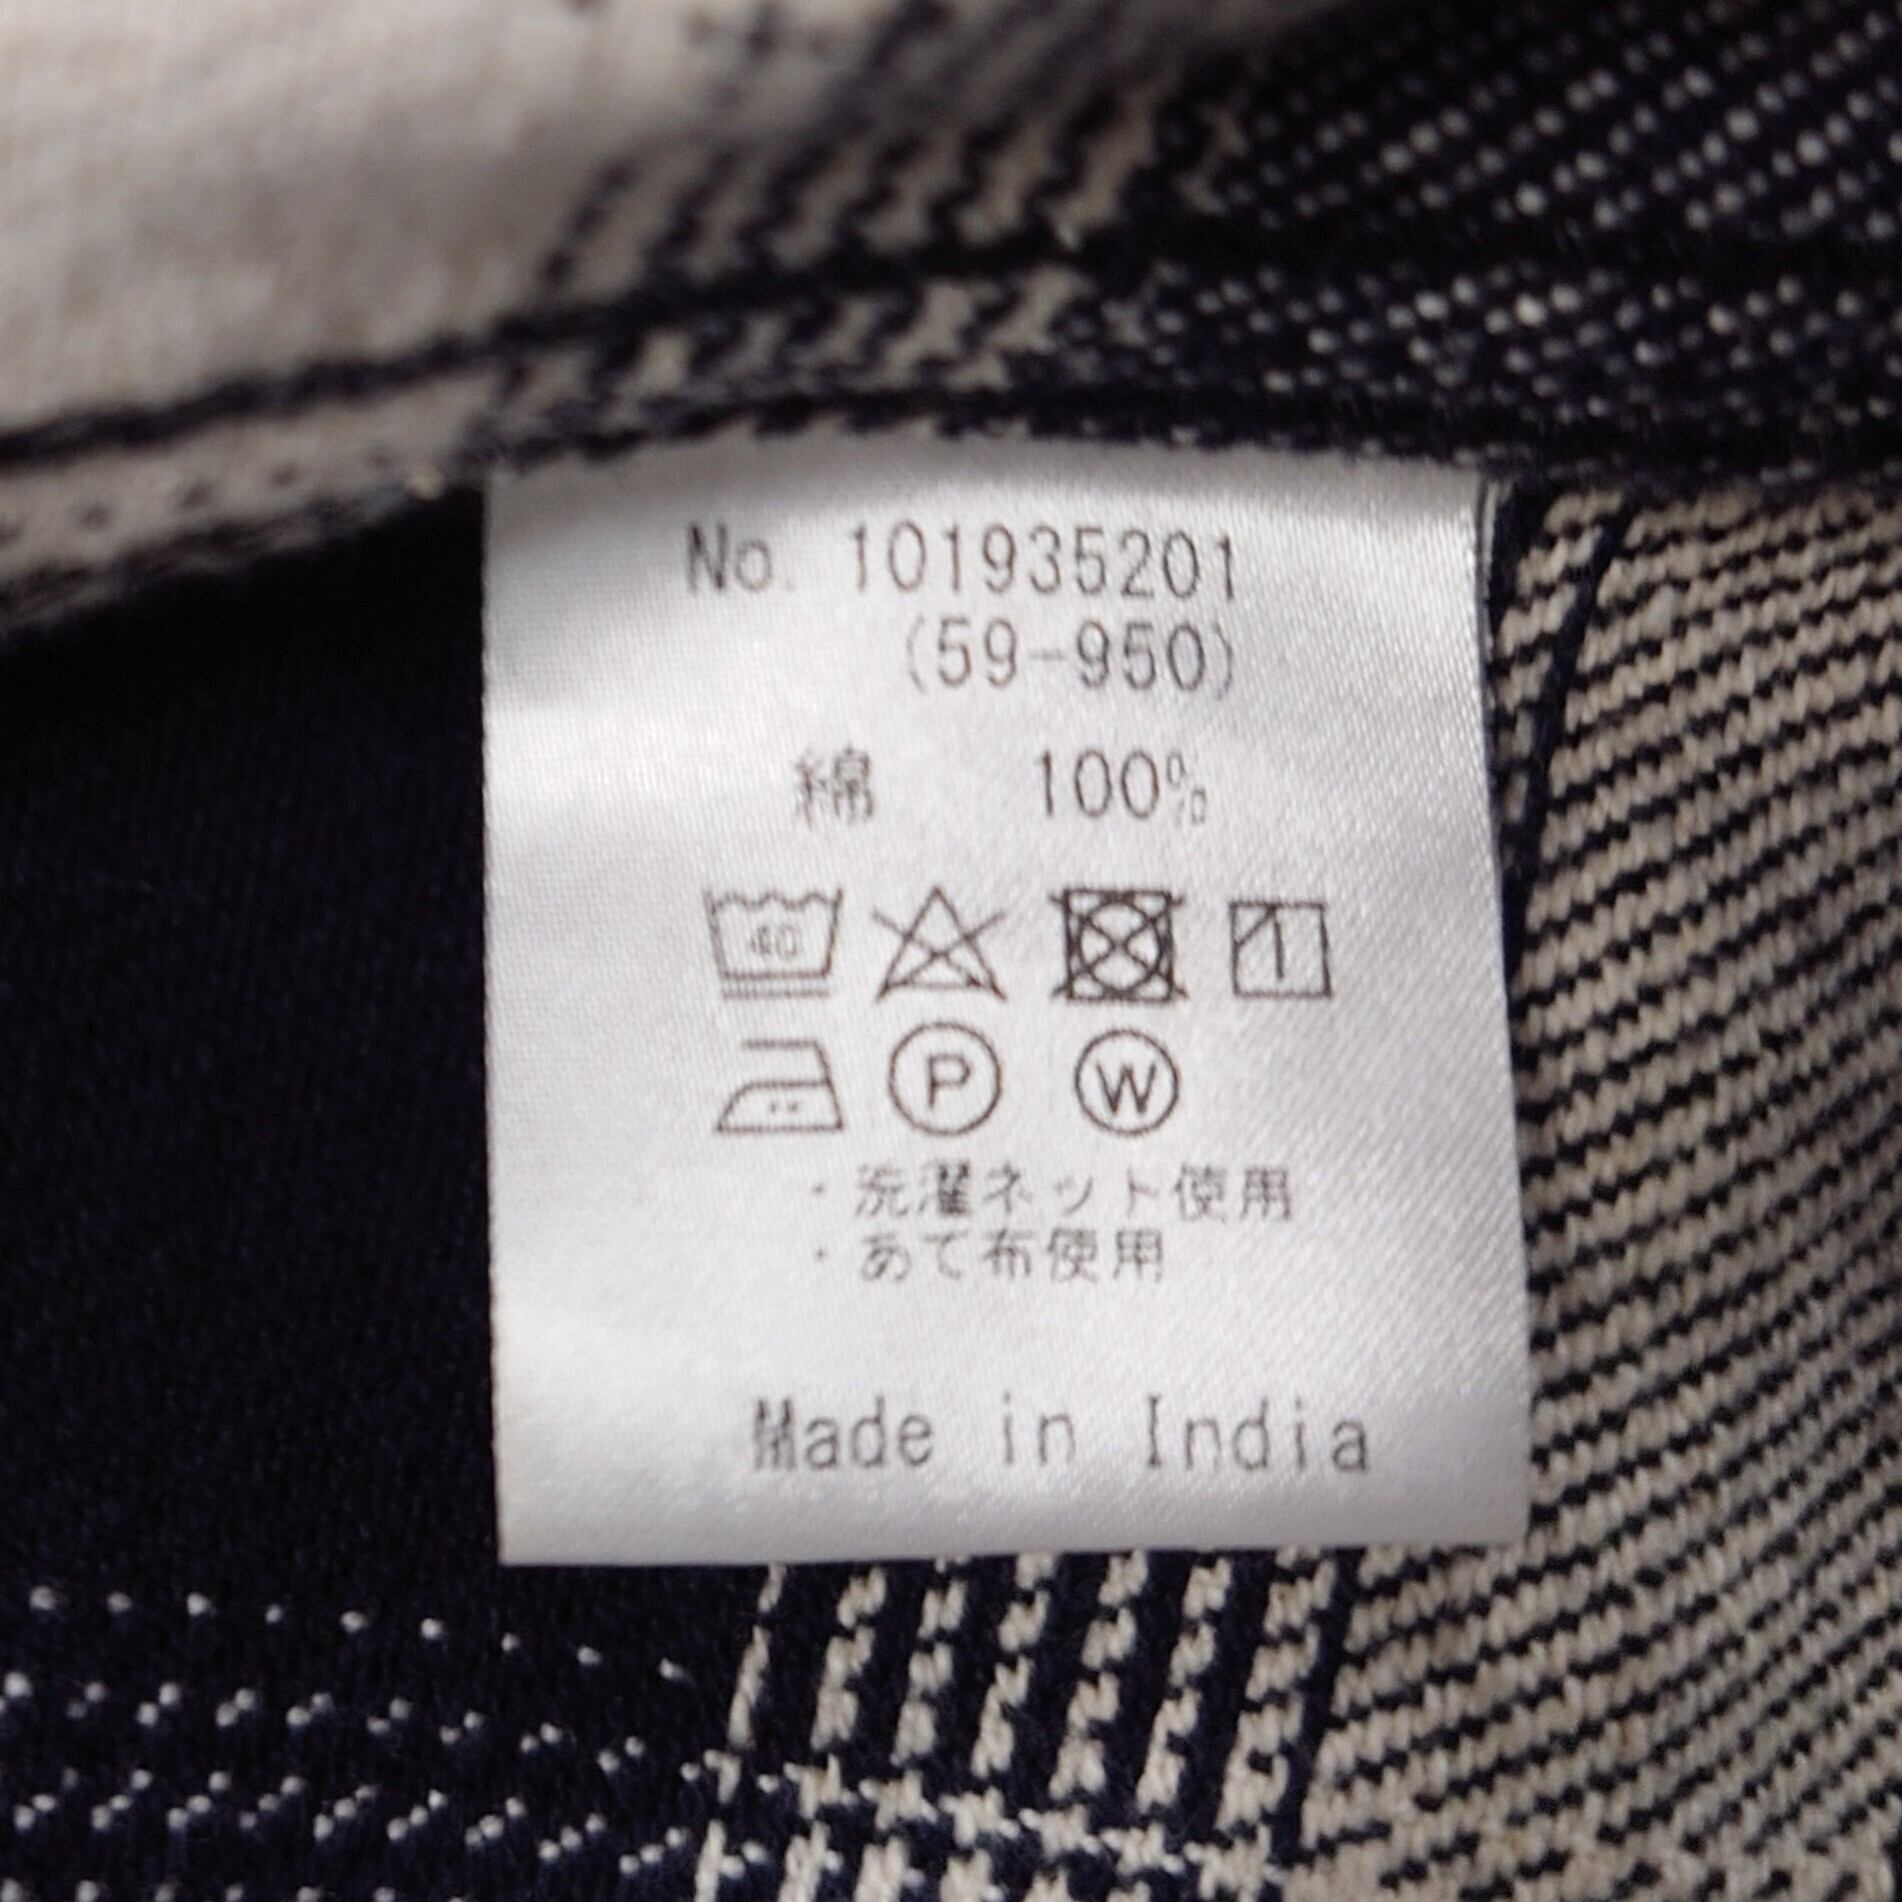 No. 101935201
(59-950)
綿 100%
40
P W
・洗濯ネット使用
・あて布使用
Made in India